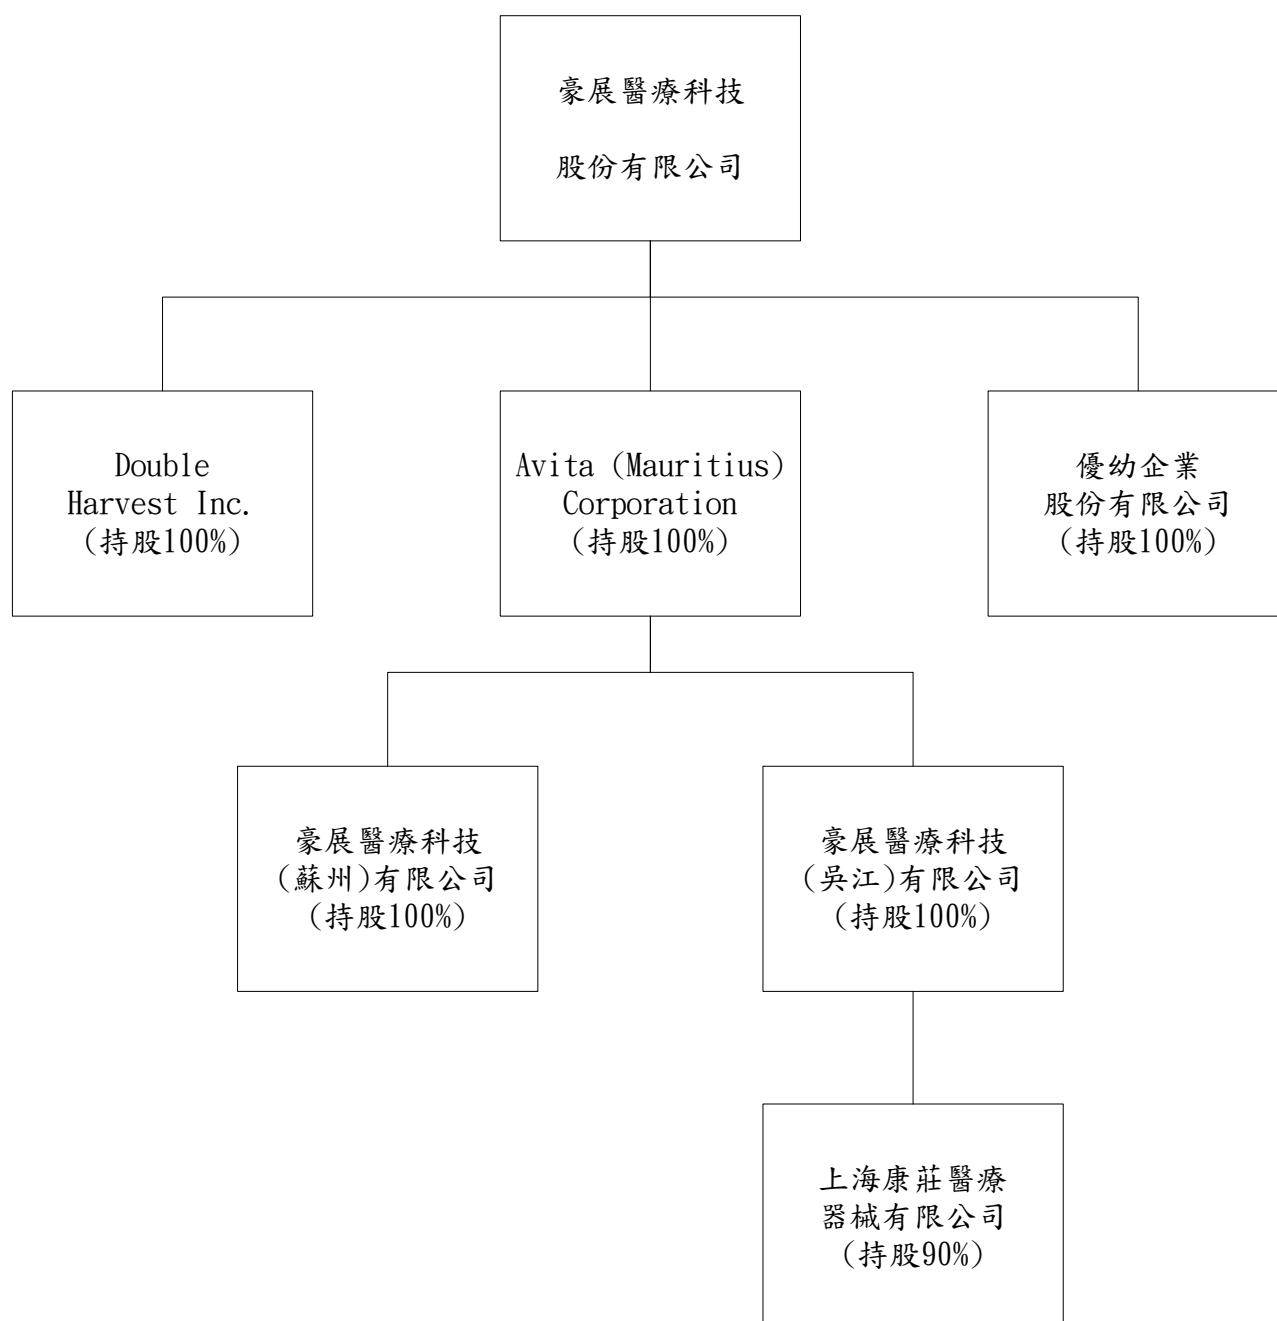 豪展醫療科技
股份有限公司
Double
Harvest Inc.
(持股100%)
Avita (Mauritius)
Corporation
(持股100%)
優幼企業
股份有限公司
(持股100%)
豪展醫療科技
(蘇州)有限公司
(持股100%)
豪展醫療科技
(吳江)有限公司
(持股100%)
上海康莊醫療
器械有限公司
(持股90%)